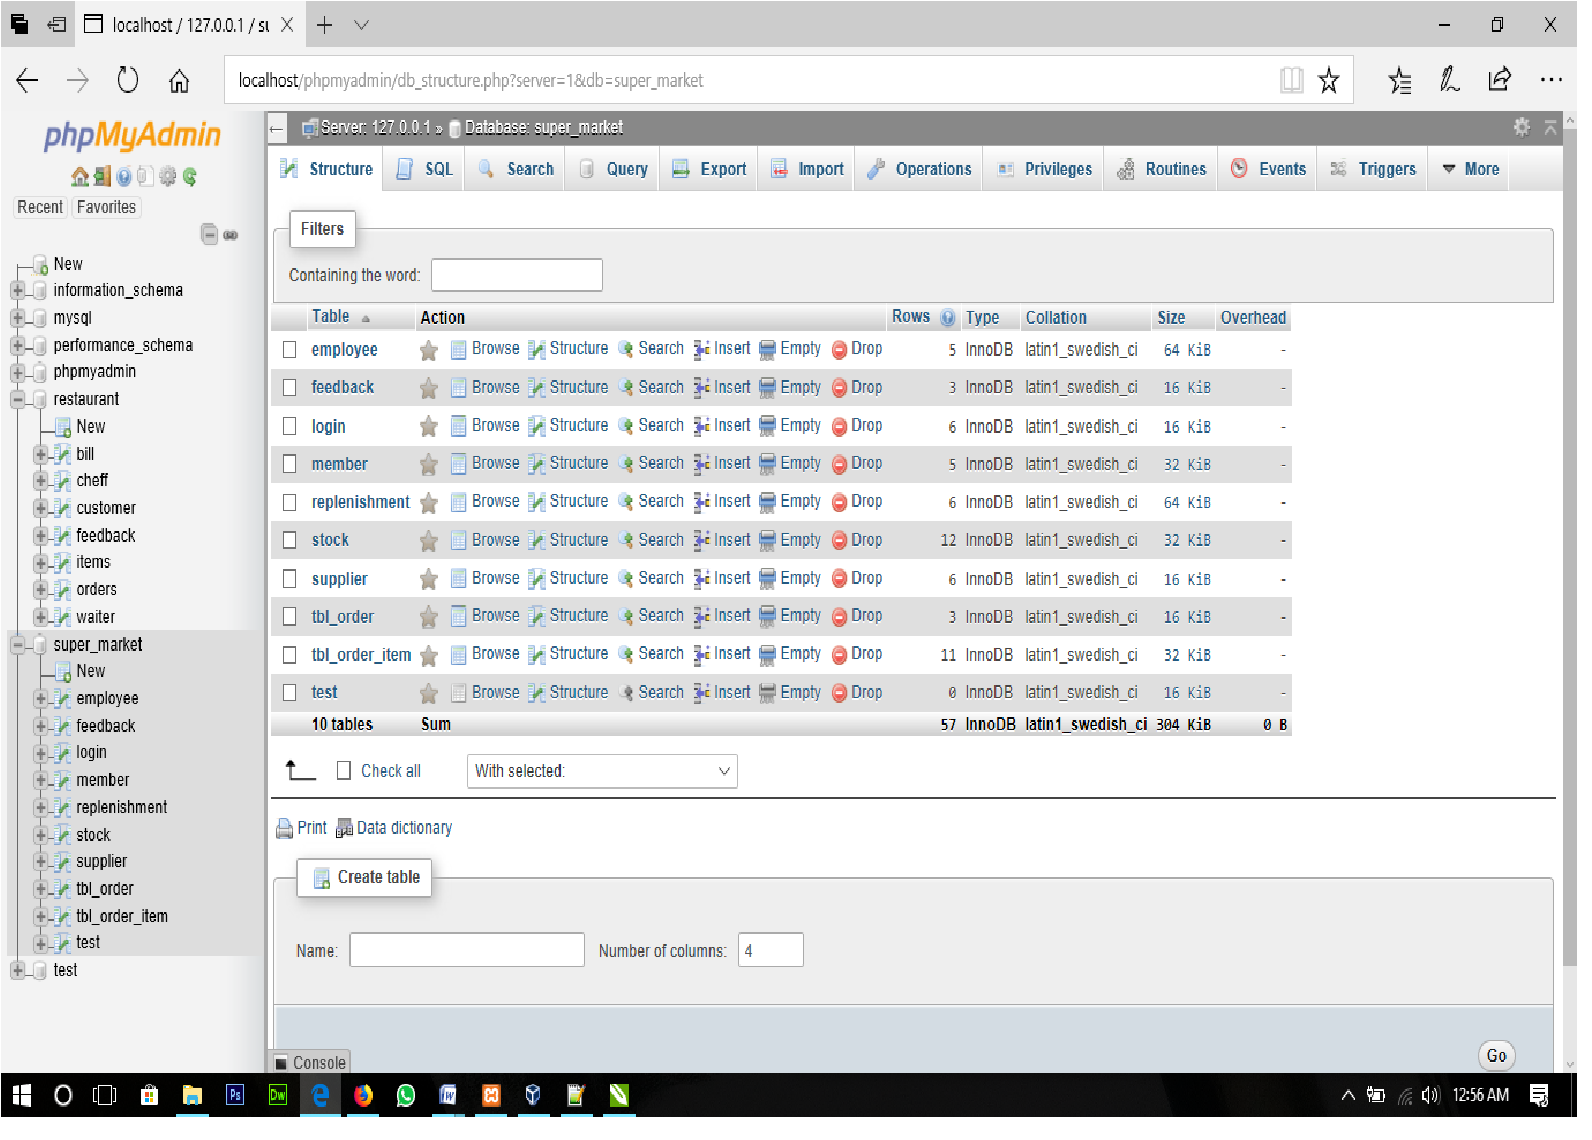 localhost / 127.0.0.1 / su
localhost/phpmyadmin/db_structure.php?server=1&db=super_market
phpMyAdmin
Recent Favorites
New
information_schema
mysql
performance_schema
phpmyadmin
restaurant
New
bill
cheff
customer
feedback
items
orders
waiter
super_market
New
employee
feedback
login
member
replenishment
stock
supplier
tbl_order
tbl_order_item
test
test
Server: 127.0.0.1 » Database: super_market
Structure SQL Search Query Export Import Operations Privileges Routines Events Triggers More
Filters
Containing the word:
Table Action Rows Type Collation Size Overhead
employee Browse Structure Search Insert Empty Drop 5 InnoDB latin1_swedish_ci 64 KiB -
feedback Browse Structure Search Insert Empty Drop 3 InnoDB latin1_swedish_ci 16 KiB -
login Browse Structure Search Insert Empty Drop 6 InnoDB latin1_swedish_ci 16 KiB -
member Browse Structure Search Insert Empty Drop 5 InnoDB latin1_swedish_ci 32 KiB -
replenishment Browse Structure Search Insert Empty Drop 6 InnoDB latin1_swedish_ci 64 KiB -
stock Browse Structure Search Insert Empty Drop 12 InnoDB latin1_swedish_ci 32 KiB -
supplier Browse Structure Search Insert Empty Drop 6 InnoDB latin1_swedish_ci 16 KiB -
tbl_order Browse Structure Search Insert Empty Drop 3 InnoDB latin1_swedish_ci 16 KiB -
tbl_order_item Browse Structure Search Insert Empty Drop 11 InnoDB latin1_swedish_ci 32 KiB -
test Browse Structure Search Insert Empty Drop 0 InnoDB latin1_swedish_ci 16 KiB -
10 tables Sum 57 InnoDB latin1_swedish_ci 304 KiB 0 B
Check all With selected:
Print Data dictionary
Create table
Name: Number of columns: 4
Go
Console
Ps Dw
12:56 AM